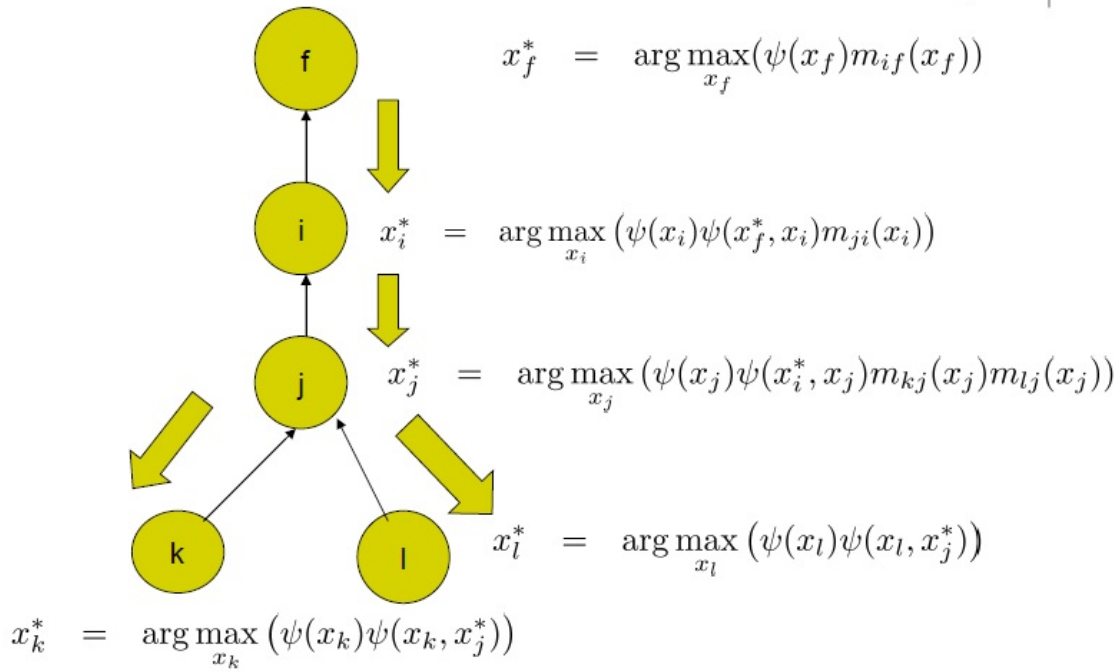 f
x_f^* = arg max_{x_f} (ψ(x_f) m_{if}(x_f))
i
x_i^* = arg max_{x_i} (ψ(x_i) ψ(x_f^*, x_i) m_{ji}(x_i))
j
x_j^* = arg max_{x_j} (ψ(x_j) ψ(x_i^*, x_j) m_{kj}(x_j) m_{lj}(x_j))
k
l
x_l^* = arg max_{x_l} (ψ(x_l) ψ(x_l, x_j^*))
x_k^* = arg max_{x_k} (ψ(x_k) ψ(x_k, x_j^*))